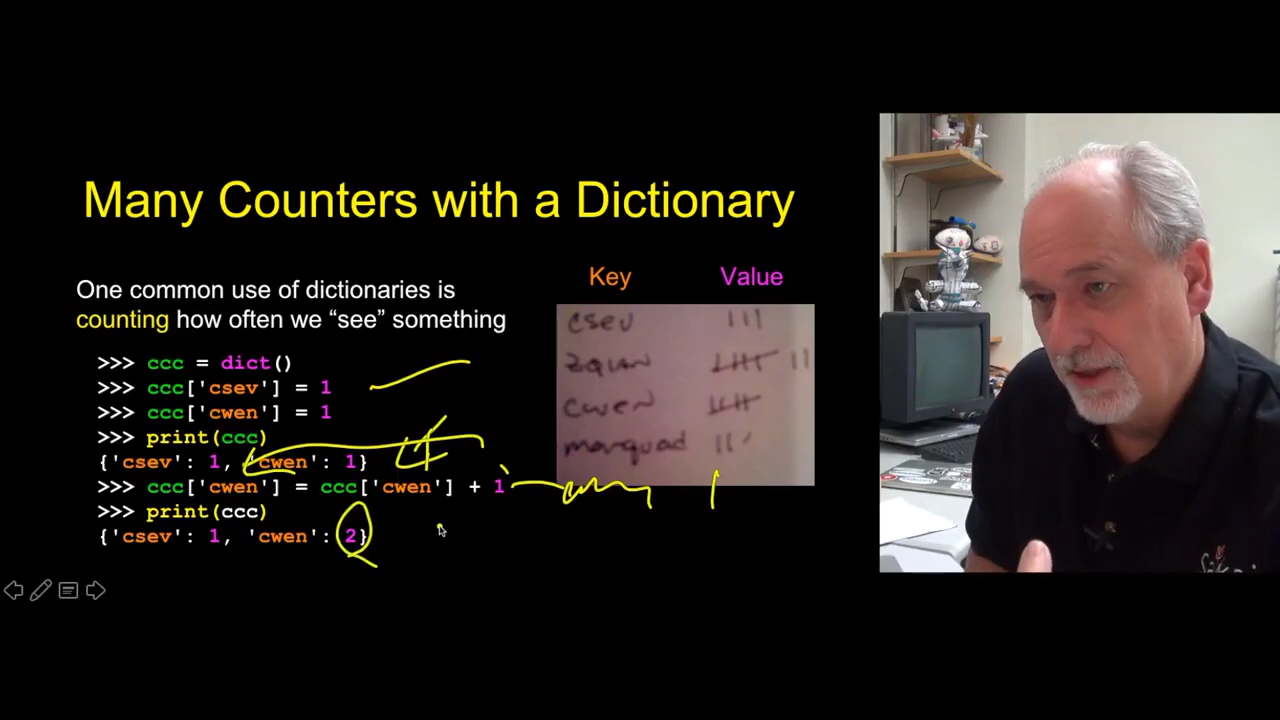 Many Counters with a Dictionary
One common use of dictionaries is
counting how often we “see” something
>>> ccc = dict()
>>> ccc['csev'] = 1
>>> ccc['cwen'] = 1
>>> print(ccc)
{'csev': 1, 'cwen': 1}
>>> ccc['cwen'] = ccc['cwen'] + 1
>>> print(ccc)
{'csev': 1, 'cwen': 2}
Key Value
csev
zqian
cwen
marquad